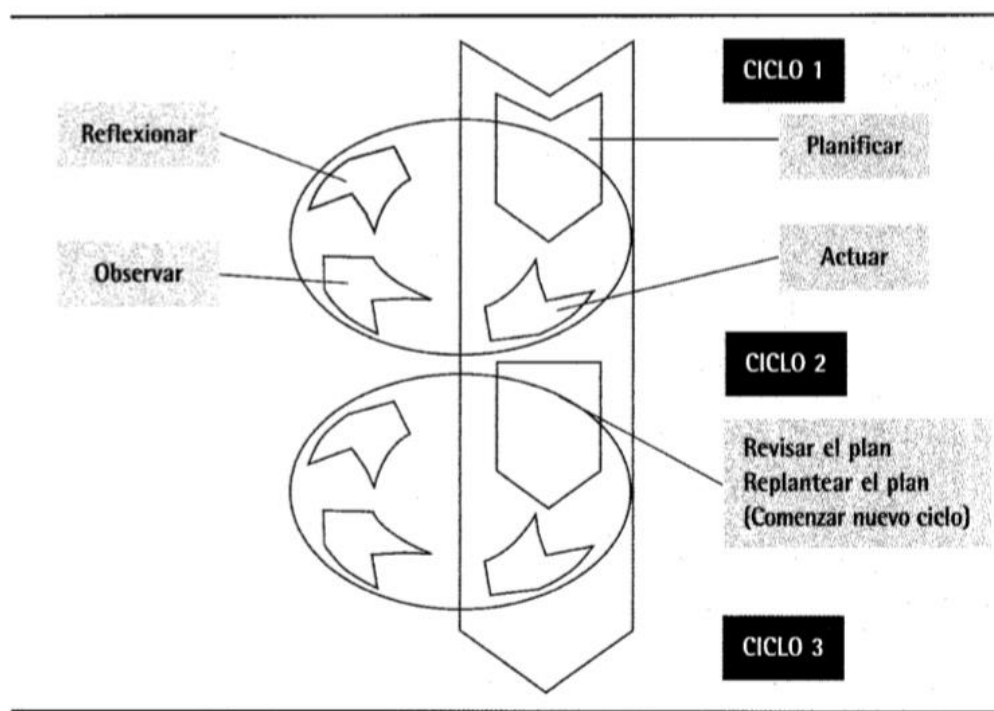 CICLO 1
Reflexionar
Planificar
Observar
Actuar
CICLO 2
Revisar el plan
Replantear el plan
(Comenzar nuevo ciclo)
CICLO 3